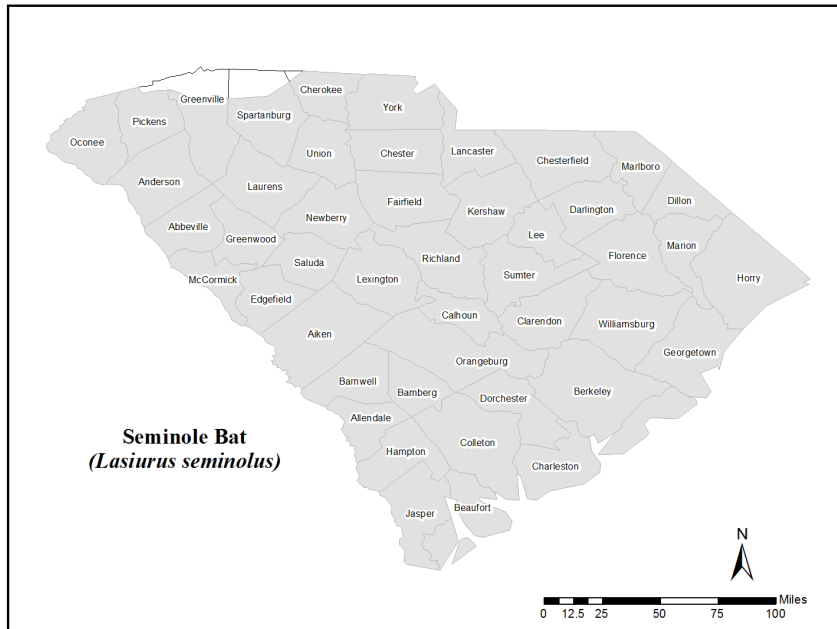 Cherokee
Greenville
York
Spartanburg
Pickens
Oconee
Union
Chester
Lancaster
Chesterfield
Marlboro
Anderson
Laurens
Dillon
Fairfield
Newberry
Kershaw
Darlington
Abbeville
Greenwood
Lee
Marion
Florence
Richland
Saluda
McCormick
Lexington
Sumter
Horry
Edgefield
Calhoun
Clarendon
Williamsburg
Aiken
Georgetown
Orangeburg
Barnwell
Bamberg
Berkeley
Dorchester
Allendale
Seminole Bat
(Lasiurus seminolus)
Colleton
Hampton
Charleston
Beaufort
Jasper
N
Miles
0 12.5 25 50 75 100